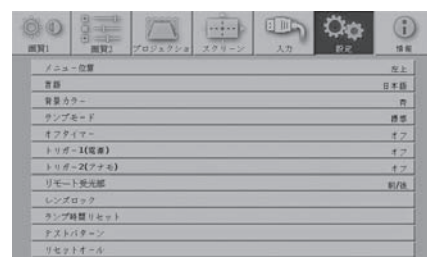 画質1 画質2 プロジェクション スクリーン 入力 設定 情報
メニュー位置 左上
言語 日本語
背景カラー 青
ランプモード 標準
オフタイマー オフ
トリガー1(電源) オフ
トリガー2(アナモ) オフ
リモート受光部 前/後
レンズロック
ランプ時間リセット
テストパターン
リセットオール